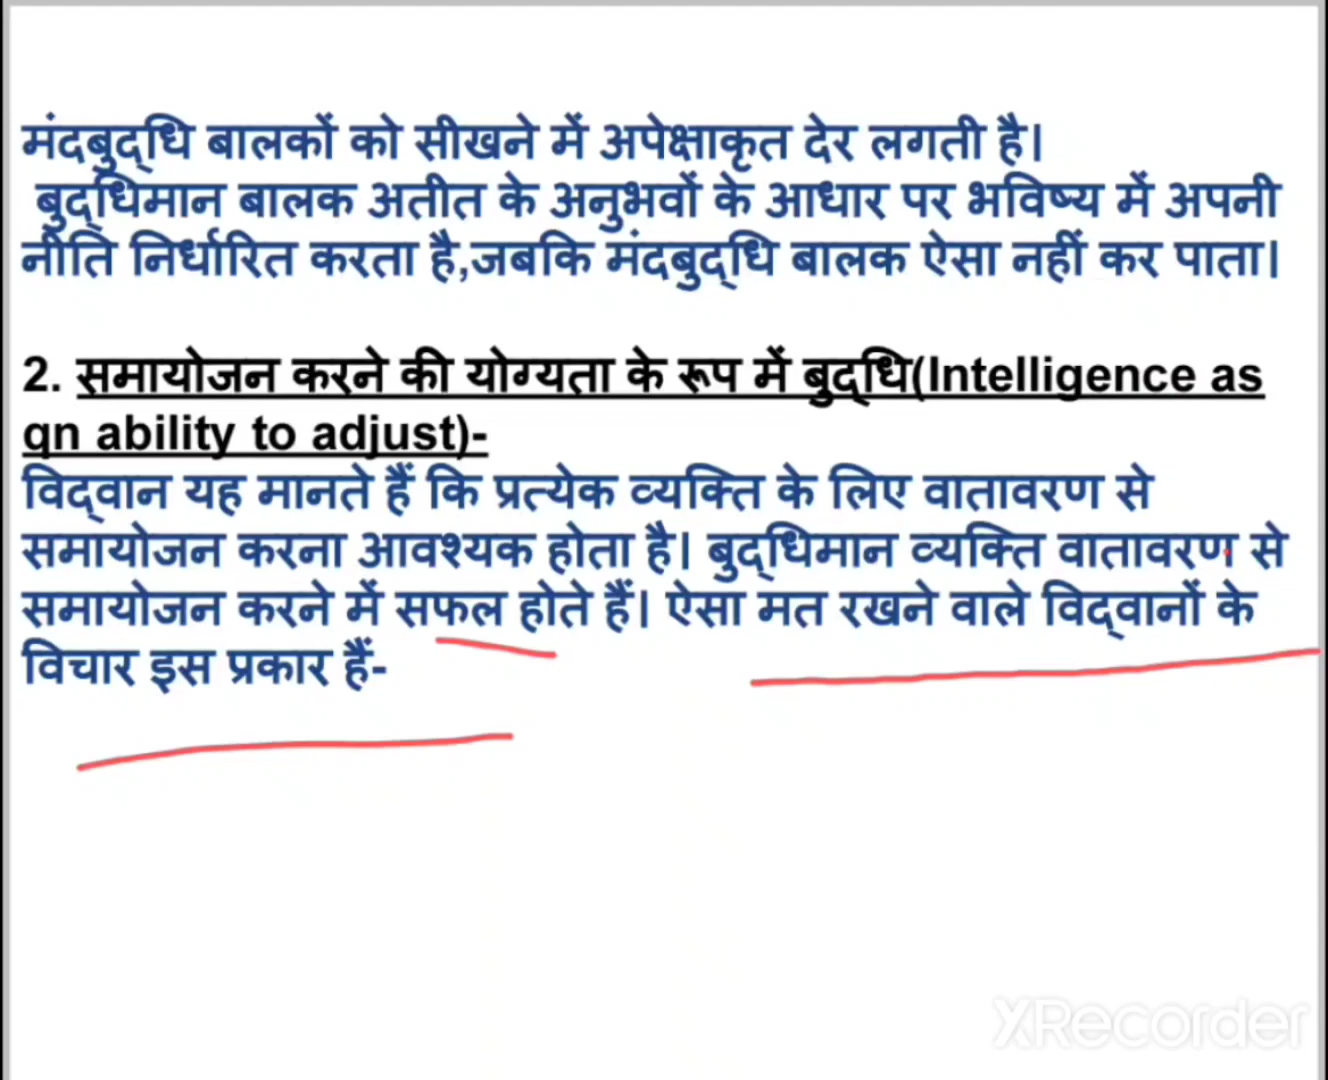 मंदबुद्धि बालकों को सीखने में अपेक्षाकृत देर लगती है।
बुद्धिमान बालक अतीत के अनुभवों के आधार पर भविष्य में अपनी
नीति निर्धारित करता है,जबकि मंदबुद्धि बालक ऐसा नहीं कर पाता।
2. समायोजन करने की योग्यता के रूप में बुद्धि(Intelligence as
qn ability to adjust)-
विद्वान यह मानते हैं कि प्रत्येक व्यक्ति के लिए वातावरण से
समायोजन करना आवश्यक होता है। बुद्धिमान व्यक्ति वातावरण से
समायोजन करने में सफल होते हैं। ऐसा मत रखने वाले विद्वानों के
विचार इस प्रकार हैं-
XRecorder